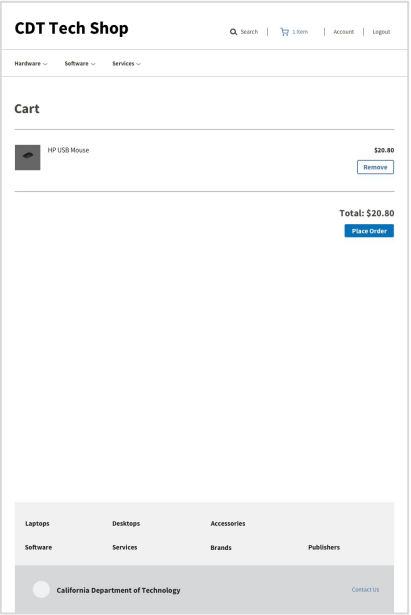 CDT Tech Shop
Search 1 Item Account Logout
Hardware Software Services
Cart
HP USB Mouse $20.80
Remove
Total: $20.80
Place Order
Laptops Desktops Accessories
Software Services Brands Publishers
California Department of Technology Contact Us